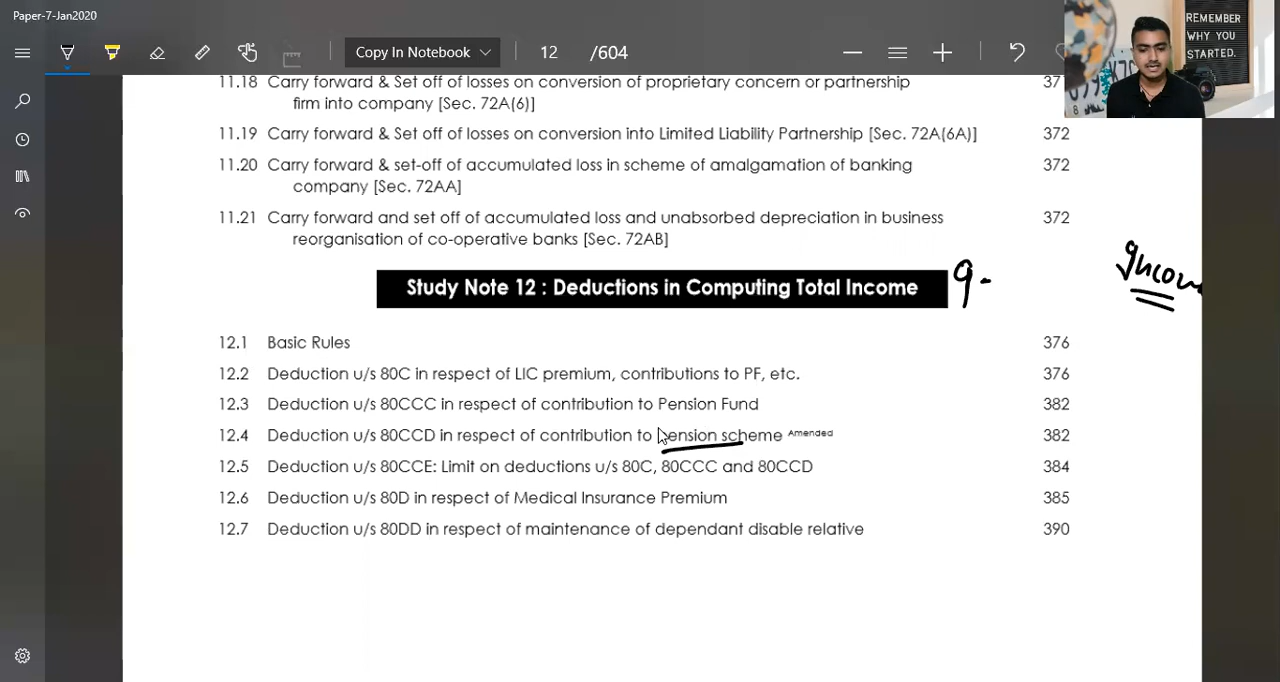 Paper-7-Jan2020
REMEMBER
WHY YOU
STARTED.
Copy In Notebook
12 /604
11.18 Carry forward & Set off of losses on conversion of proprietary concern or partnership 371
firm into company [Sec. 72A(6)]
11.19 Carry forward & Set off of losses on conversion into Limited Liability Partnership [Sec. 72A(6A)] 372
11.20 Carry forward & set-off of accumulated loss in scheme of amalgamation of banking 372
company [Sec. 72AA]
11.21 Carry forward and set off of accumulated loss and unabsorbed depreciation in business 372
reorganisation of co-operative banks [Sec. 72AB]
Study Note 12 : Deductions in Computing Total Income 9-
Incom
12.1 Basic Rules 376
12.2 Deduction u/s 80C in respect of LIC premium, contributions to PF, etc. 376
12.3 Deduction u/s 80CCC in respect of contribution to Pension Fund 382
12.4 Deduction u/s 80CCD in respect of contribution to Pension scheme Amended 382
12.5 Deduction u/s 80CCE: Limit on deductions u/s 80C, 80CCC and 80CCD 384
12.6 Deduction u/s 80D in respect of Medical Insurance Premium 385
12.7 Deduction u/s 80DD in respect of maintenance of dependant disable relative 390